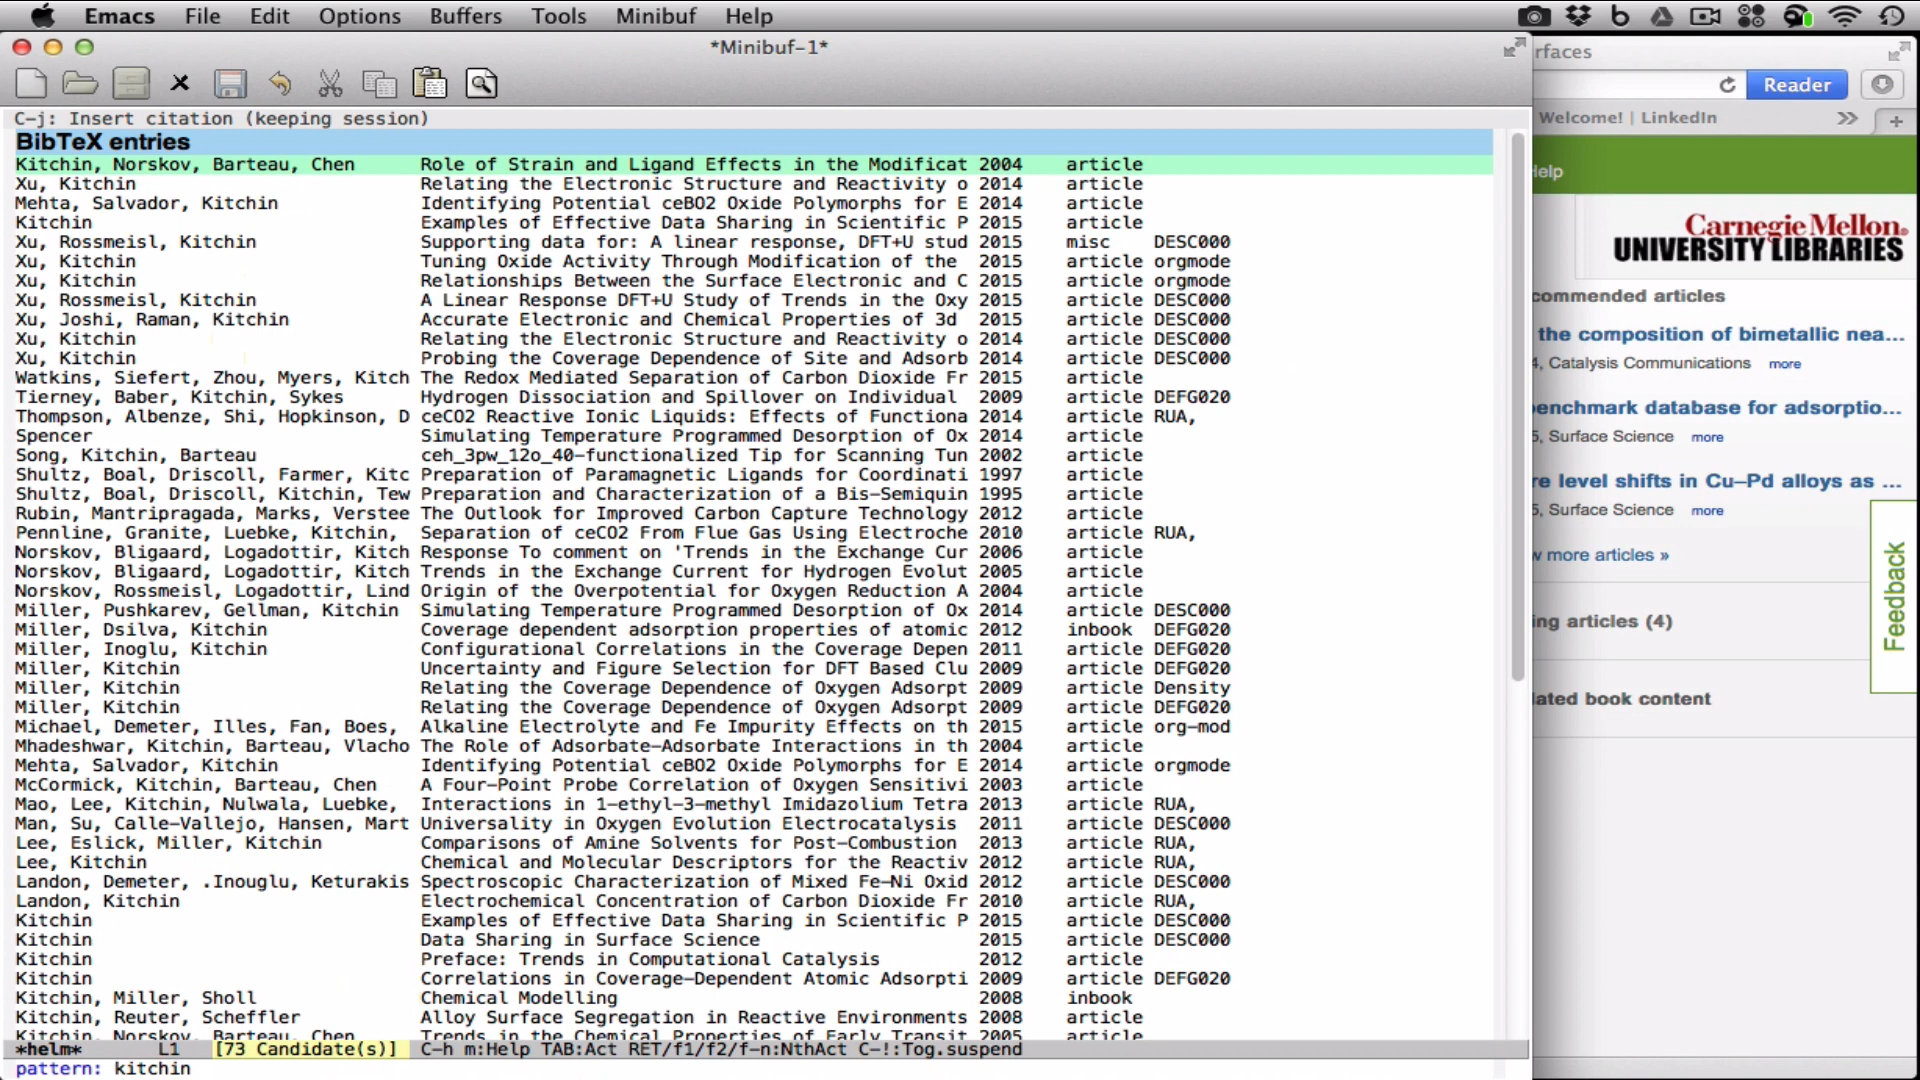 Emacs File Edit Options Buffers Tools Minibuf Help
*Minibuf-1*
C-j: Insert citation (keeping session)
BibTeX entries
Kitchin, Norskov, Barteau, Chen Role of Strain and Ligand Effects in the Modificat 2004 article
Xu, Kitchin Relating the Electronic Structure and Reactivity o 2014 article
Mehta, Salvador, Kitchin Identifying Potential ceBO2 Oxide Polymorphs for E 2014 article
Kitchin Examples of Effective Data Sharing in Scientific P 2015 article
Xu, Rossmeisl, Kitchin Supporting data for: A linear response, DFT+U stud 2015 misc DESC000
Xu, Kitchin Tuning Oxide Activity Through Modification of the 2015 article orgmode
Xu, Kitchin Relationships Between the Surface Electronic and C 2015 article orgmode
Xu, Rossmeisl, Kitchin A Linear Response DFT+U Study of Trends in the Oxy 2015 article DESC000
Xu, Joshi, Raman, Kitchin Accurate Electronic and Chemical Properties of 3d 2015 article DESC000
Xu, Kitchin Relating the Electronic Structure and Reactivity o 2014 article DESC000
Xu, Kitchin Probing the Coverage Dependence of Site and Adsorb 2014 article DESC000
Watkins, Siefert, Zhou, Myers, Kitch The Redox Mediated Separation of Carbon Dioxide Fr 2015 article
Tierney, Baber, Kitchin, Sykes Hydrogen Dissociation and Spillover on Individual 2009 article DEFG020
Thompson, Albenze, Shi, Hopkinson, D ceCO2 Reactive Ionic Liquids: Effects of Functiona 2014 article RUA,
Spencer Simulating Temperature Programmed Desorption of Ox 2014 article
Song, Kitchin, Barteau ceh_3pw_12o_40-functionalized Tip for Scanning Tun 2002 article
Shultz, Boal, Driscoll, Farmer, Kitc Preparation of Paramagnetic Ligands for Coordinati 1997 article
Shultz, Boal, Driscoll, Kitchin, Tew Preparation and Characterization of a Bis-Semiquin 1995 article
Rubin, Mantripragada, Marks, Verstee The Outlook for Improved Carbon Capture Technology 2012 article
Pennline, Granite, Luebke, Kitchin, Separation of ceCO2 From Flue Gas Using Electroche 2010 article RUA,
Norskov, Bligaard, Logadottir, Kitch Response To comment on 'Trends in the Exchange Cur 2006 article
Norskov, Bligaard, Logadottir, Kitch Trends in the Exchange Current for Hydrogen Evolut 2005 article
Norskov, Rossmeisl, Logadottir, Lind Origin of the Overpotential for Oxygen Reduction A 2004 article
Miller, Pushkarev, Gellman, Kitchin Simulating Temperature Programmed Desorption of Ox 2014 article DESC000
Miller, Dsilva, Kitchin Coverage dependent adsorption properties of atomic 2012 inbook DEFG020
Miller, Inoglu, Kitchin Configurational Correlations in the Coverage Depen 2011 article DEFG020
Miller, Kitchin Uncertainty and Figure Selection for DFT Based Clu 2009 article DEFG020
Miller, Kitchin Relating the Coverage Dependence of Oxygen Adsorpt 2009 article Density
Miller, Kitchin Relating the Coverage Dependence of Oxygen Adsorpt 2009 article DEFG020
Michael, Demeter, Illes, Fan, Boes, Alkaline Electrolyte and Fe Impurity Effects on th 2015 article org-mod
Mhadeshwar, Kitchin, Barteau, Vlacho The Role of Adsorbate-Adsorbate Interactions in th 2004 article
Mehta, Salvador, Kitchin Identifying Potential ceBO2 Oxide Polymorphs for E 2014 article orgmode
McCormick, Kitchin, Barteau, Chen A Four-Point Probe Correlation of Oxygen Sensitivi 2003 article
Mao, Lee, Kitchin, Nulwala, Luebke, Interactions in 1-ethyl-3-methyl Imidazolium Tetra 2013 article RUA,
Man, Su, Calle-Vallejo, Hansen, Mart Universality in Oxygen Evolution Electrocatalysis 2011 article DESC000
Lee, Eslick, Miller, Kitchin Comparisons of Amine Solvents for Post-Combustion 2013 article RUA,
Lee, Kitchin Chemical and Molecular Descriptors for the Reactiv 2012 article RUA,
Landon, Demeter, .Inouglu, Keturakis Spectroscopic Characterization of Mixed Fe-Ni Oxid 2012 article DESC000
Landon, Kitchin Electrochemical Concentration of Carbon Dioxide Fr 2010 article RUA,
Kitchin Examples of Effective Data Sharing in Scientific P 2015 article DESC000
Kitchin Data Sharing in Surface Science 2015 article DESC000
Kitchin Preface: Trends in Computational Catalysis 2012 article
Kitchin Correlations in Coverage-Dependent Atomic Adsorpti 2009 article DEFG020
Kitchin, Miller, Sholl Chemical Modelling 2008 inbook
Kitchin, Reuter, Scheffler Alloy Surface Segregation in Reactive Environments 2008 article
Kitchin, Norskov, Barteau, Chen Trends in the Chemical Properties of Early Transit 2005 article
*helm* L1 [73 Candidate(s)] C-h m:Help TAB:Act RET/f1/f2/f-n:NthAct C-!:Tog.suspend
pattern: kitchin
rfaces
Reader
Welcome! | LinkedIn >> +
Help
Carnegie Mellon
UNIVERSITY LIBRARIES
commended articles
the composition of bimetallic nea...
4, Catalysis Communications more
benchmark database for adsorptio...
5, Surface Science more
re level shifts in Cu–Pd alloys as ...
5, Surface Science more
w more articles »
ing articles (4)
lated book content
Feedback